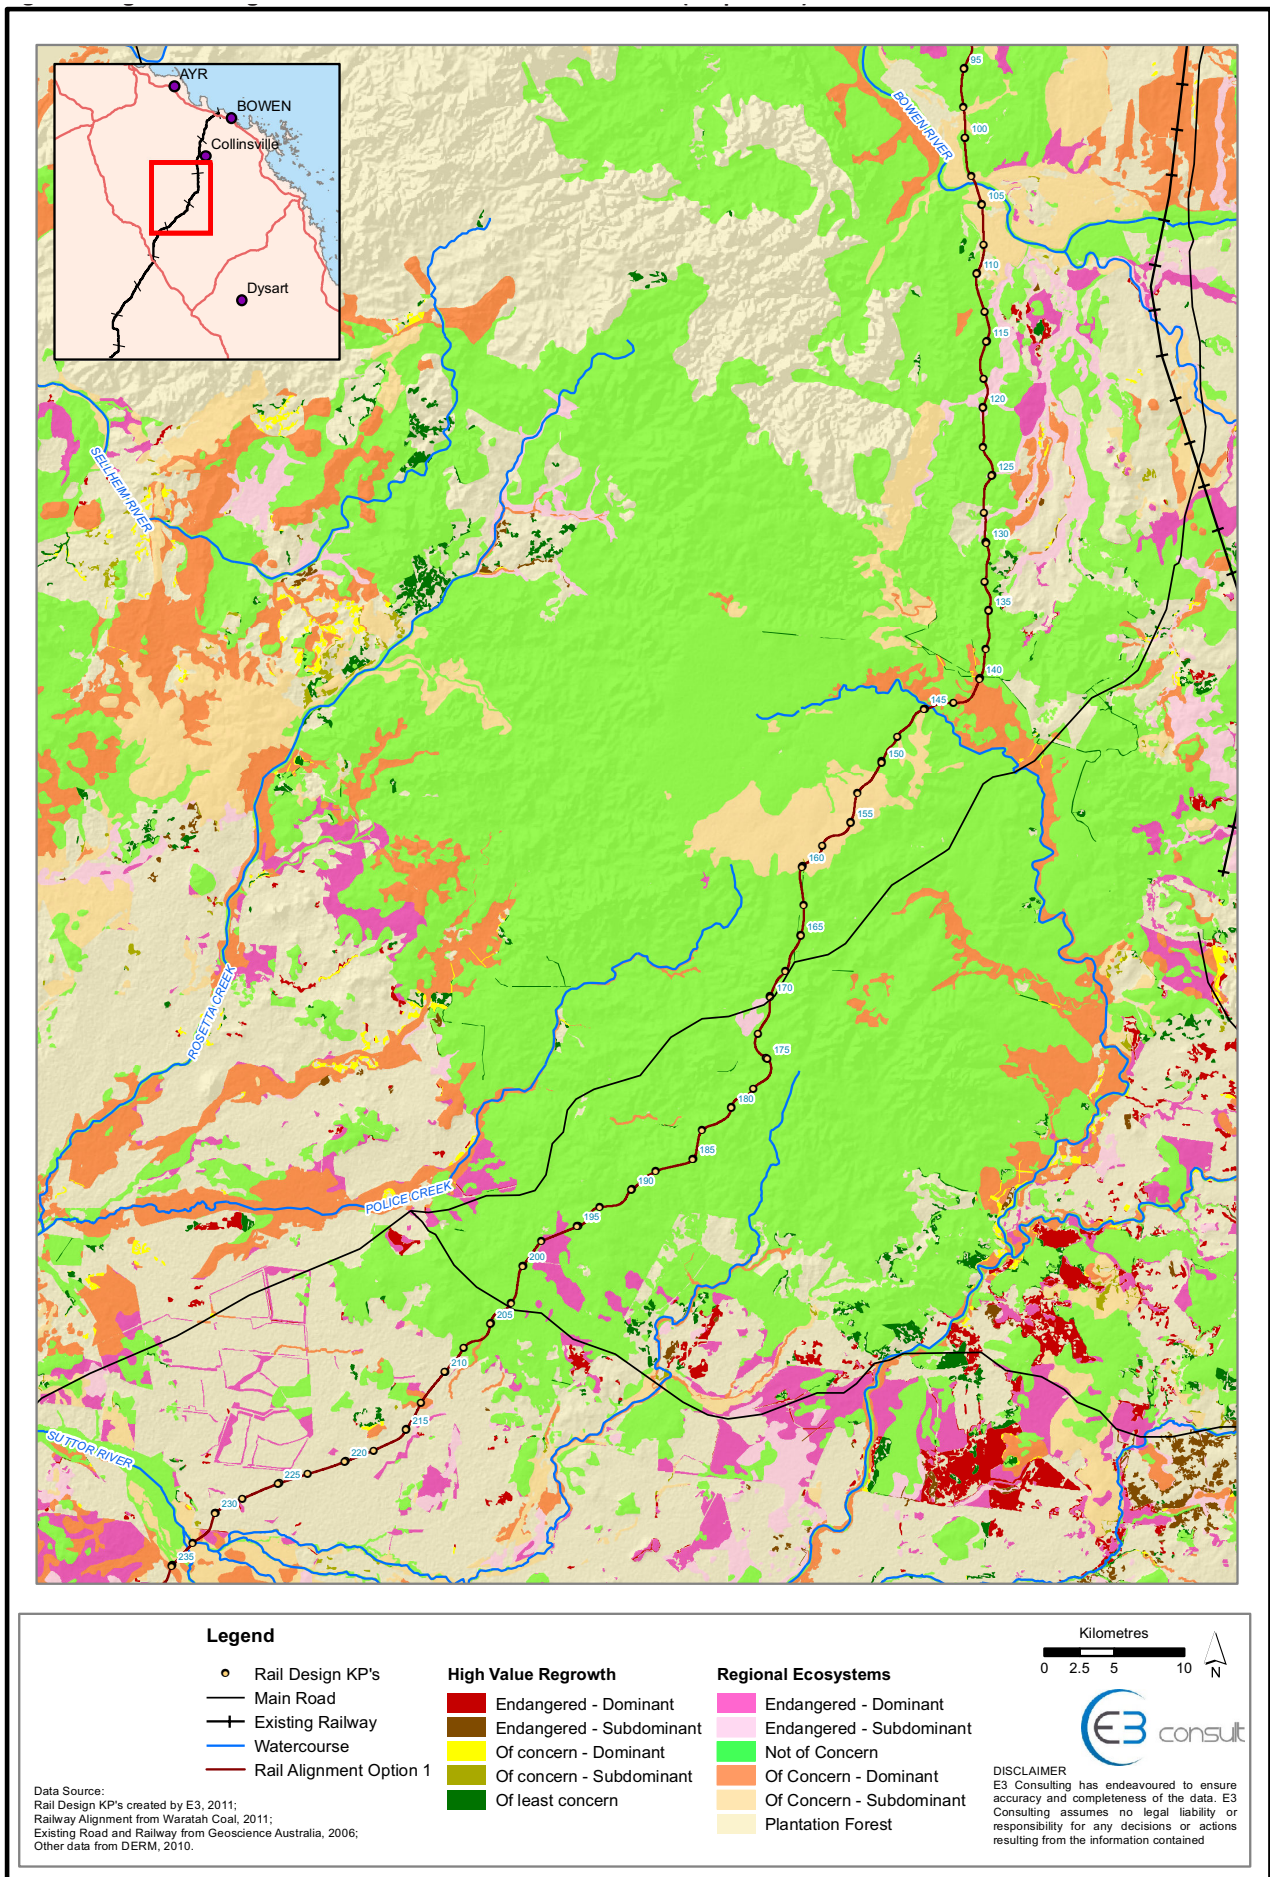 AYR
BOWEN
Collinsville
Dysart
95
BOWEN RIVER
100
105
110
115
120
125
SELLHEIM RIVER
130
135
140
145
150
155
160
165
170
ROSETTA CREEK
175
180
185
190
POLICE CREEK
195
200
205
210
215
SUTTOR RIVER
220
225
230
235
Legend
Rail Design KP's
Main Road
Existing Railway
Watercourse
Rail Alignment Option 1
High Value Regrowth
Endangered - Dominant
Endangered - Subdominant
Of concern - Dominant
Of concern - Subdominant
Of least concern
Regional Ecosystems
Endangered - Dominant
Endangered - Subdominant
Not of Concern
Of Concern - Dominant
Of Concern - Subdominant
Plantation Forest
Kilometres
0 2.5 5 10
N
E3 consult
DISCLAIMER
E3 Consulting has endeavoured to ensure
accuracy and completeness of the data. E3
Consulting assumes no legal liability or
responsibility for any decisions or actions
resulting from the information contained
Data Source:
Rail Design KP's created by E3, 2011;
Railway Alignment from Waratah Coal, 2011;
Existing Road and Railway from Geoscience Australia, 2006;
Other data from DERM, 2010.